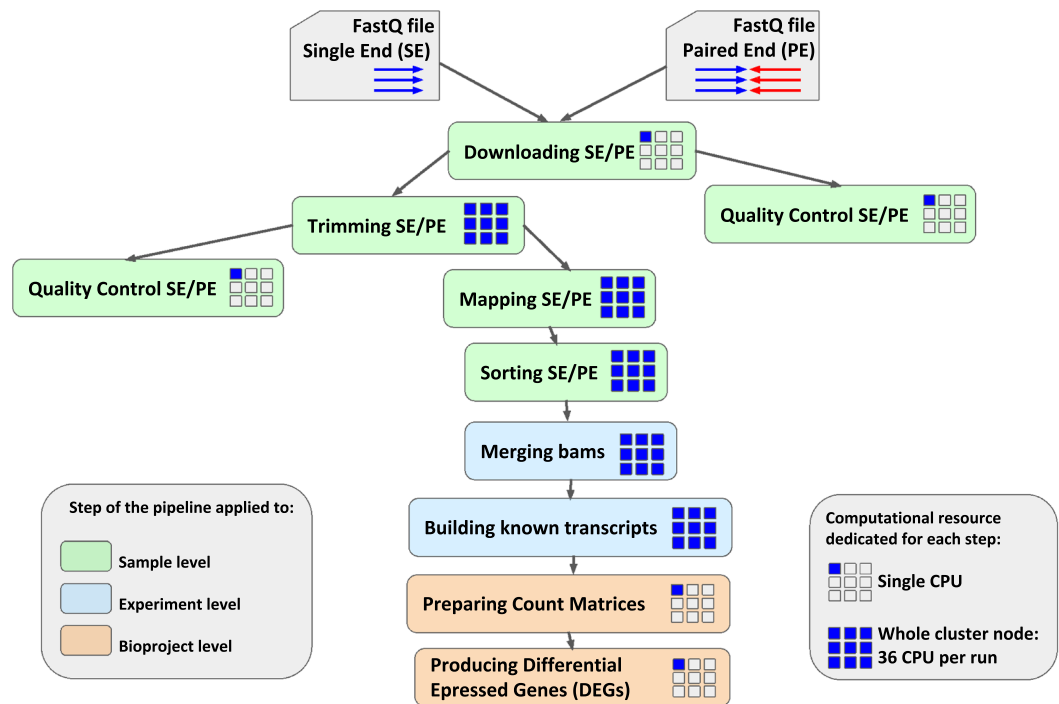 FastQ file
Single End (SE)
FastQ file
Paired End (PE)
Downloading SE/PE
Quality Control SE/PE
Trimming SE/PE
Quality Control SE/PE
Mapping SE/PE
Sorting SE/PE
Merging bams
Building known transcripts
Preparing Count Matrices
Producing Differential
Epressed Genes (DEGs)
Step of the pipeline applied to:
Sample level
Experiment level
Bioproject level
Computational resource
dedicated for each step:
Single CPU
Whole cluster node:
36 CPU per run